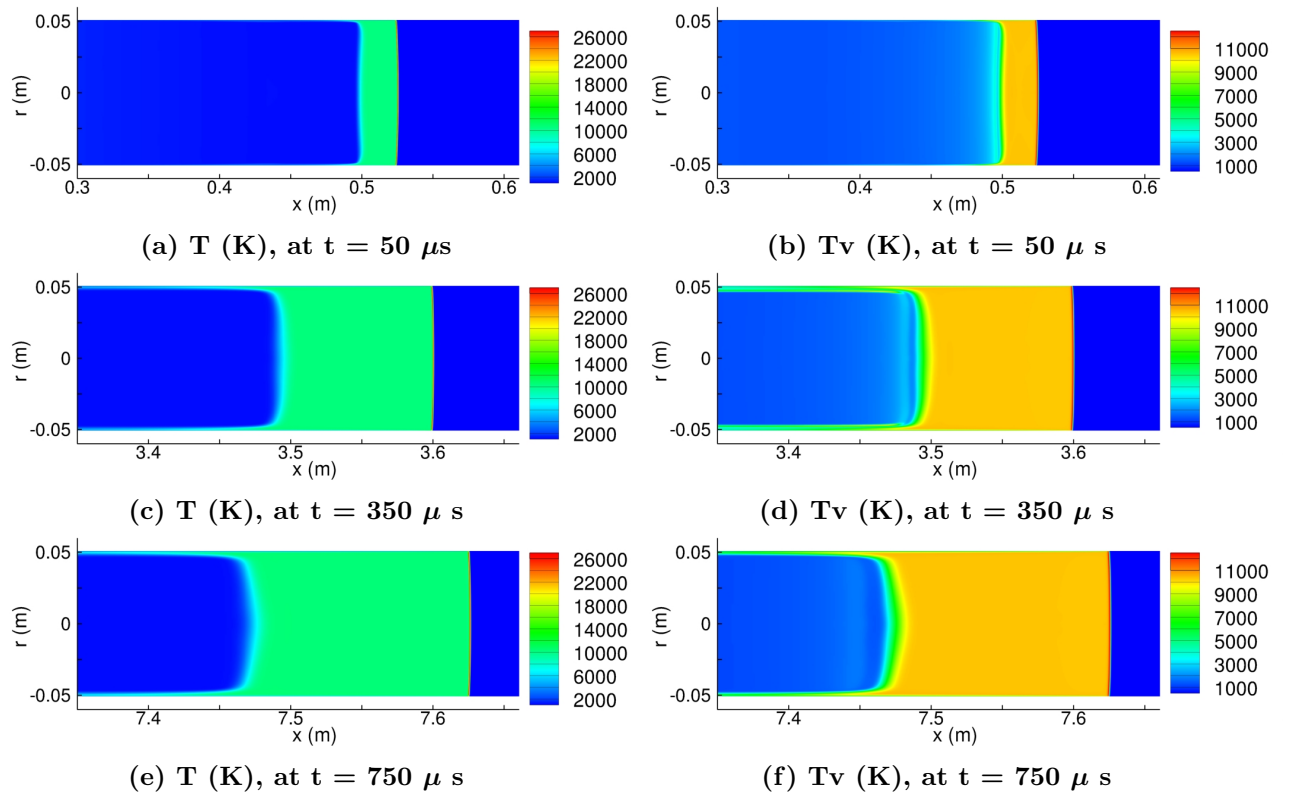 0.05
0
-0.05
r (m)
0.3 0.4 0.5 0.6
x (m)
26000
22000
18000
14000
10000
6000
2000
(a) T (K), at t = 50 μs
0.05
0
-0.05
r (m)
0.3 0.4 0.5 0.6
x (m)
11000
9000
7000
5000
3000
1000
(b) Tv (K), at t = 50 μ s
0.05
0
-0.05
r (m)
3.4 3.5 3.6
x (m)
26000
22000
18000
14000
10000
6000
2000
(c) T (K), at t = 350 μ s
0.05
0
-0.05
r (m)
3.4 3.5 3.6
x (m)
11000
9000
7000
5000
3000
1000
(d) Tv (K), at t = 350 μ s
0.05
0
-0.05
r (m)
7.4 7.5 7.6
x (m)
26000
22000
18000
14000
10000
6000
2000
(e) T (K), at t = 750 μ s
0.05
0
-0.05
r (m)
7.4 7.5 7.6
x (m)
11000
9000
7000
5000
3000
1000
(f) Tv (K), at t = 750 μ s